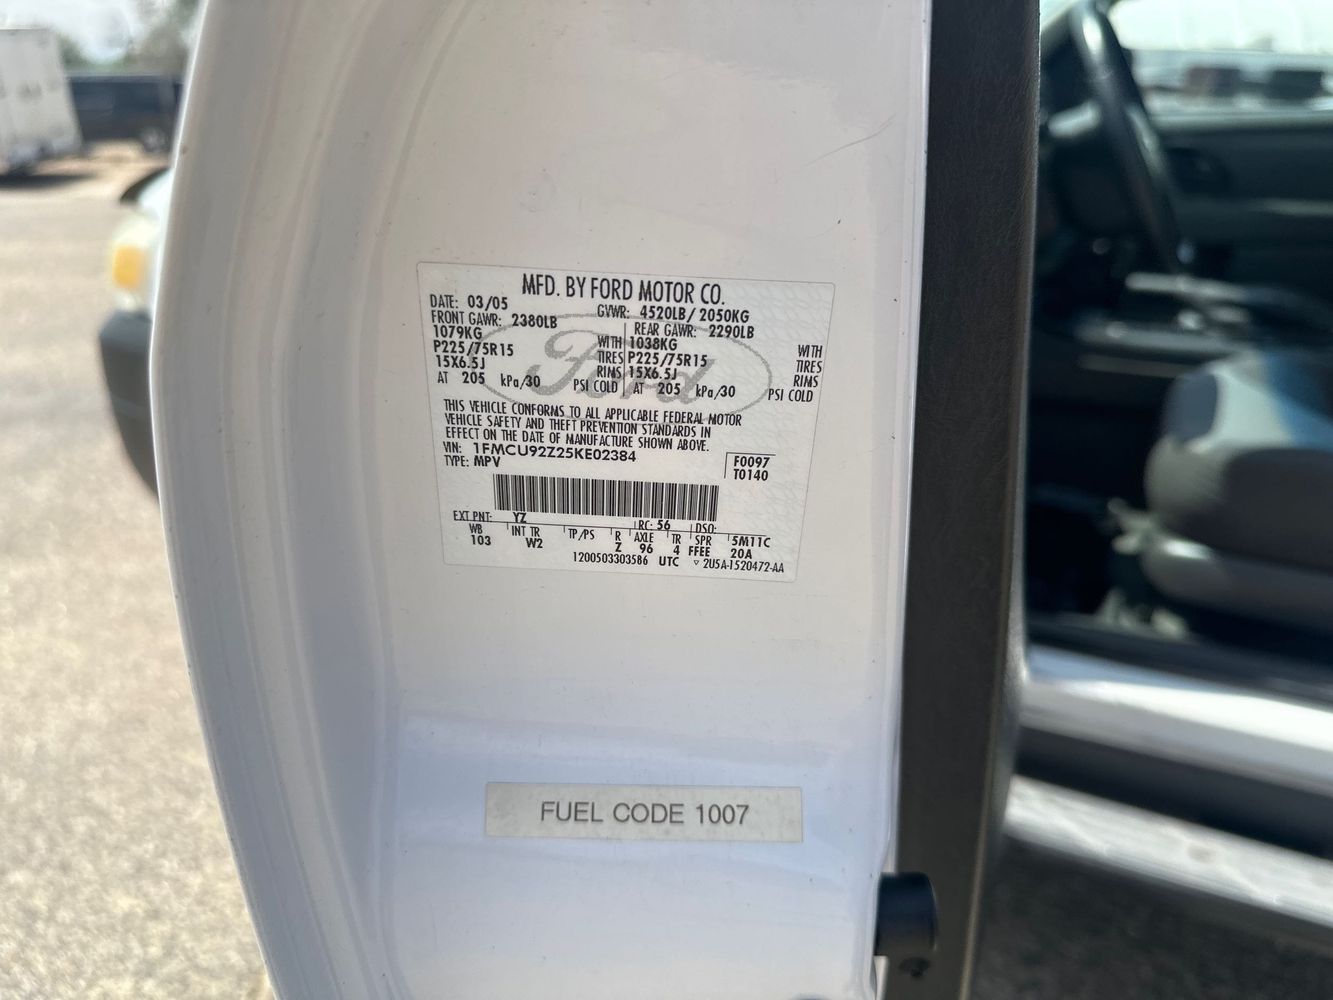 MFD. BY FORD MOTOR CO.
DATE: 03/05 GVWR: 4520LB/ 2050KG
FRONT GAWR: 2380LB REAR GAWR: 2290LB
1079KG WITH 1038KG WITH
P225/75R15 TIRES P225/75R15 TIRES
15X6.5J RIMS 15X6.5J RIMS
AT 205 kPa/30 PSI COLD AT 205 kPa/30 PSI COLD
Ford
THIS VEHICLE CONFORMS TO ALL APPLICABLE FEDERAL MOTOR
VEHICLE SAFETY AND THEFT PREVENTION STANDARDS IN
EFFECT ON THE DATE OF MANUFACTURE SHOWN ABOVE.
VIN: 1FMCU92Z25KE02384 F0097
TYPE: MPV T0140
EXT PNT: YZ RC: 56 DSO:
WB INT TR TP/PS R AXLE TR SPR 5M11C
103 W2 Z 96 4 FFEE 20A
1200503303586 UTC ▽ 2U5A-1520472-AA
FUEL CODE 1007